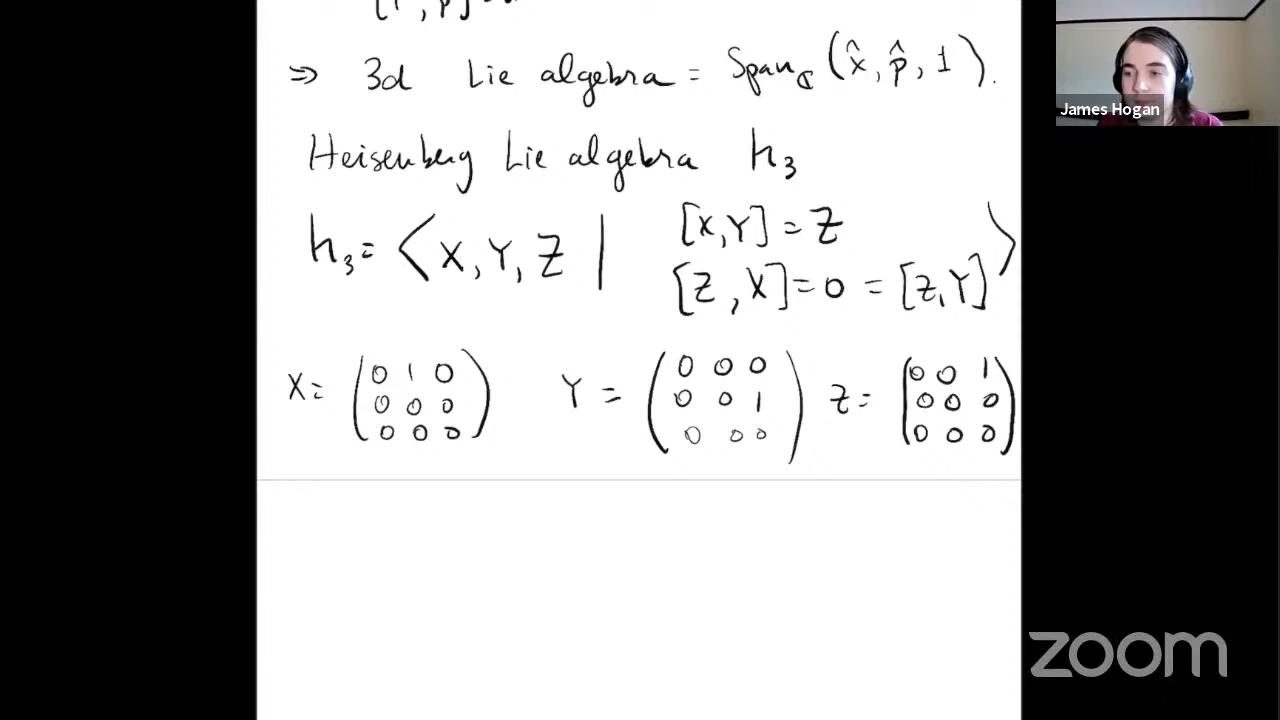 ⇒ 3d Lie algebra = Span_ℂ (x̂, p̂, 1).
Heisenberg Lie algebra h₃
h₃ = ⟨ X, Y, Z | [X,Y] = Z
[Z, X] = 0 = [Z,Y] ⟩
X = (0 1 0
0 0 0
0 0 0)
Y = (0 0 0
0 0 1
0 0 0)
Z = (0 0 1
0 0 0
0 0 0)
James Hogan
zoom